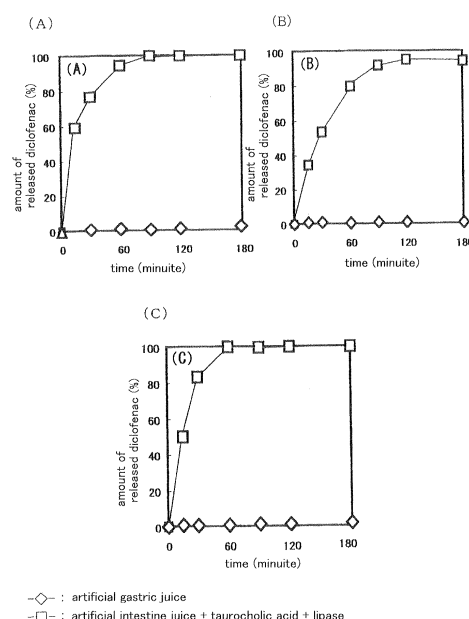 (A)
(B)
(A)
100
80
60
40
20
0
0 60 120 180
time (minuite)
amount of
released diclofenac (%)
(B)
100
80
60
40
20
0
0 60 120 180
time (minuite)
amount of
released diclofenac (%)
(C)
(C)
100
80
60
40
20
0
0 60 120 180
time (minuite)
amount of
released diclofenac (%)
-◇- : artificial gastric juice
-□- : artificial intestine juice + taurocholic acid + lipase